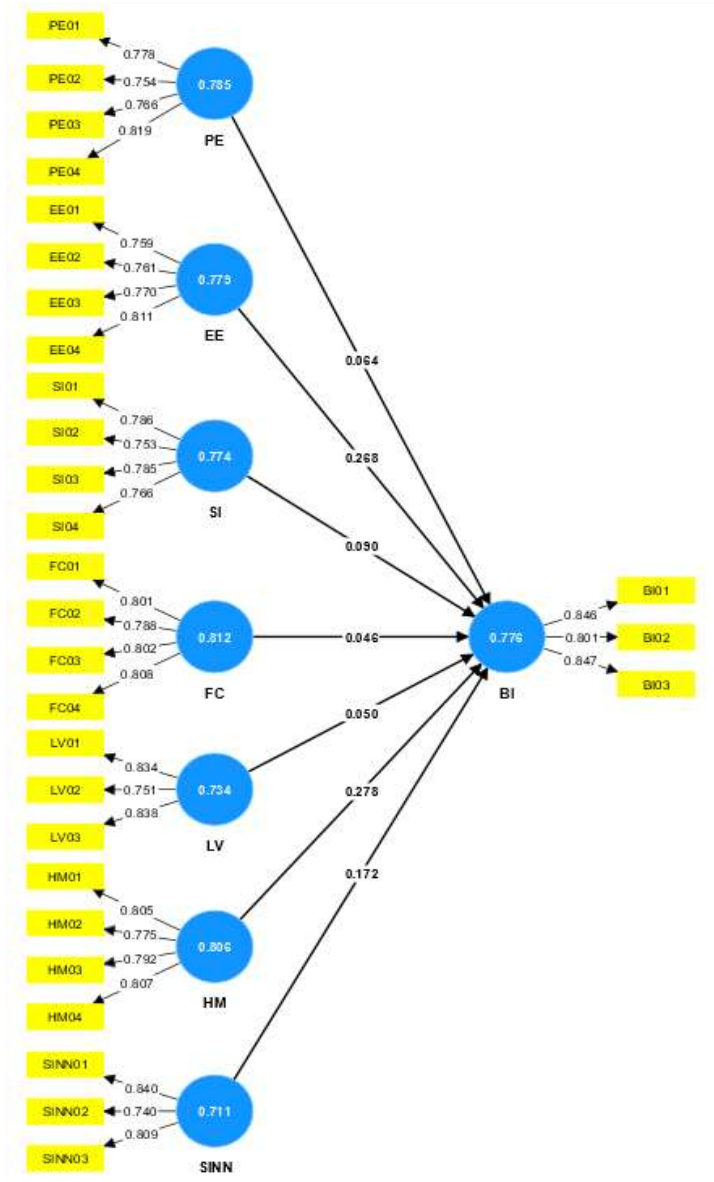 PE01
PE02
PE03
PE04
0.778
0.754
0.766
0.819
0.785
PE
EE01
EE02
EE03
EE04
0.759
0.761
0.770
0.811
0.779
EE
SI01
SI02
SI03
SI04
0.786
0.753
0.785
0.766
0.774
SI
FC01
FC02
FC03
FC04
0.801
0.788
0.802
0.808
0.812
FC
LV01
LV02
LV03
0.834
0.751
0.838
0.734
LV
HM01
HM02
HM03
HM04
0.805
0.775
0.792
0.807
0.806
HM
SINN01
SINN02
SINN03
0.840
0.740
0.809
0.711
SINN
0.064
0.268
0.090
0.046
0.050
0.278
0.172
0.776
BI
0.846
0.801
0.847
BI01
BI02
BI03